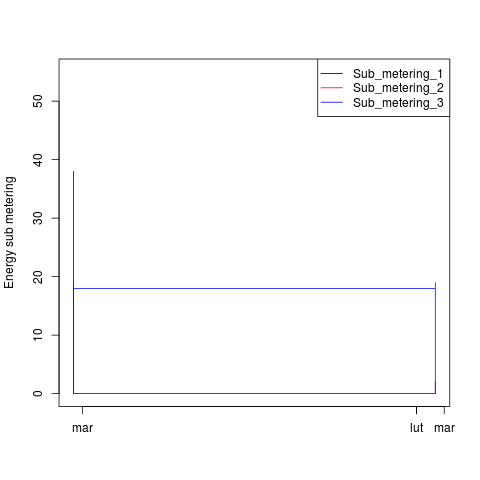 Sub_metering_1
Sub_metering_2
Sub_metering_3
Energy sub metering
50
40
30
20
10
0
mar lut mar